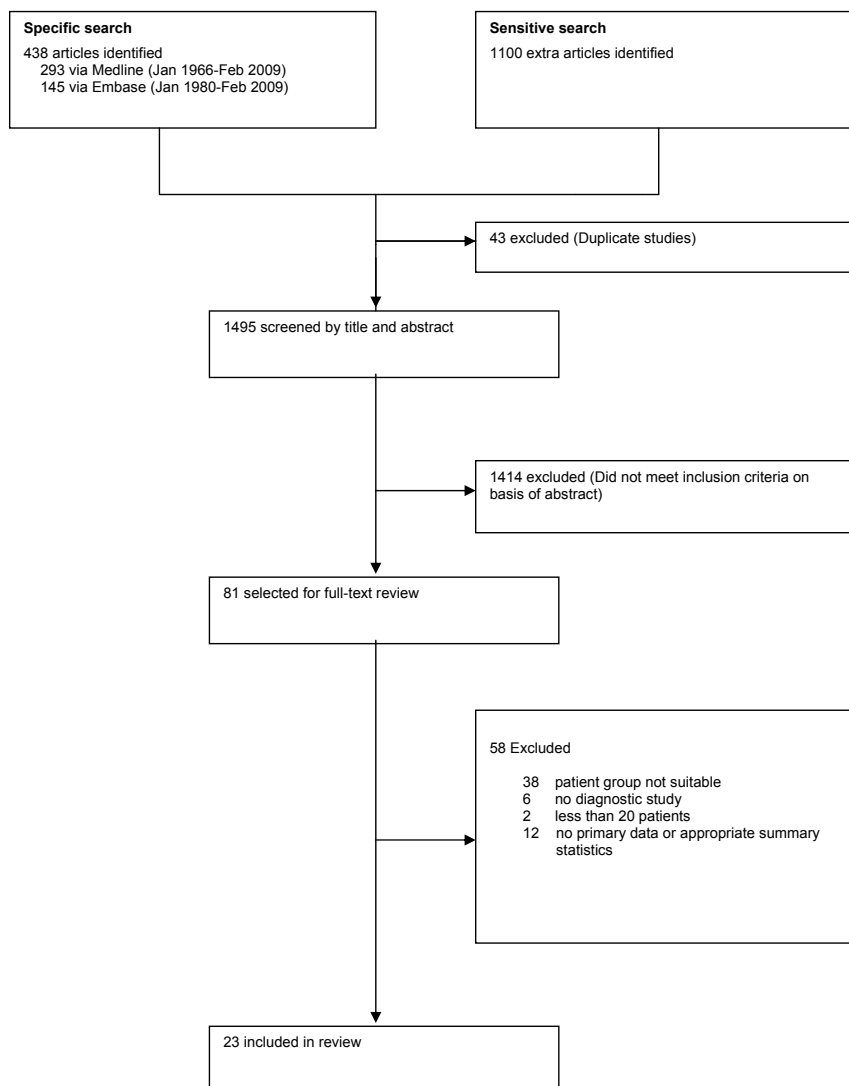 Specific search
438 articles identified
293 via Medline (Jan 1966-Feb 2009)
145 via Embase (Jan 1980-Feb 2009)
Sensitive search
1100 extra articles identified
43 excluded (Duplicate studies)
1495 screened by title and abstract
1414 excluded (Did not meet inclusion criteria on
basis of abstract)
81 selected for full-text review
58 Excluded
38 patient group not suitable
6 no diagnostic study
2 less than 20 patients
12 no primary data or appropriate summary
statistics
23 included in review